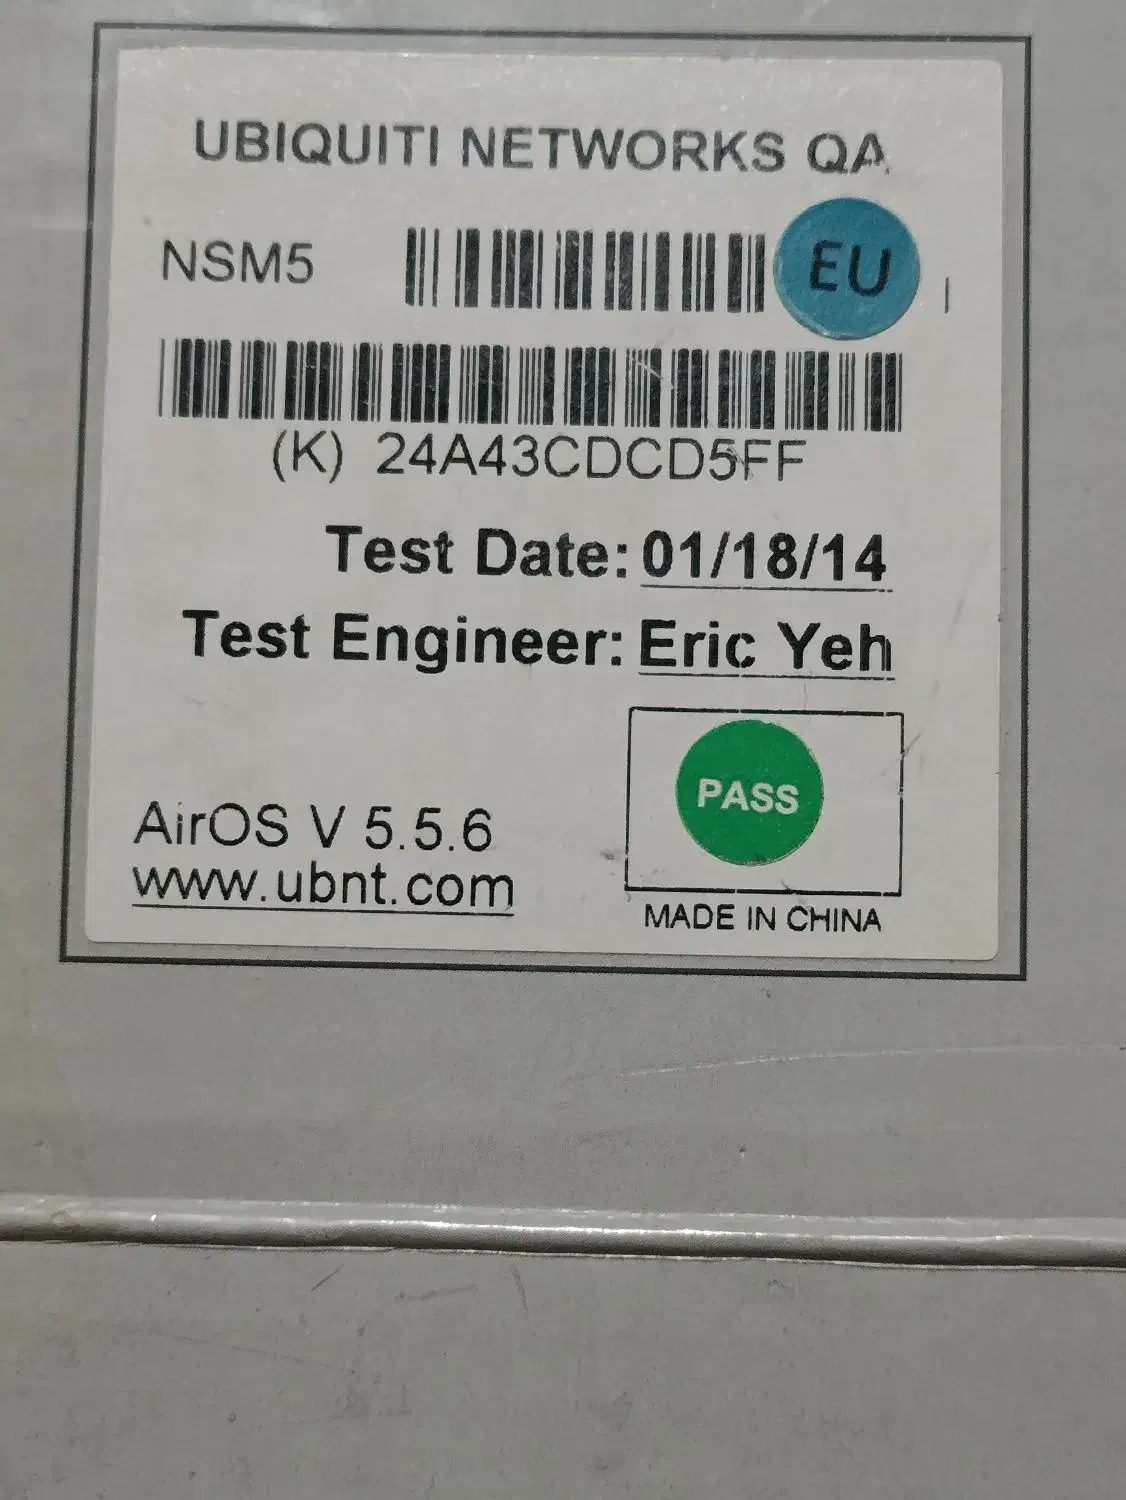 UBIQUITI NETWORKS QA
NSM5
EU
(K) 24A43CDCD5FF
Test Date: 01/18/14
Test Engineer: Eric Yeh
PASS
AirOS V 5.5.6
www.ubnt.com
MADE IN CHINA